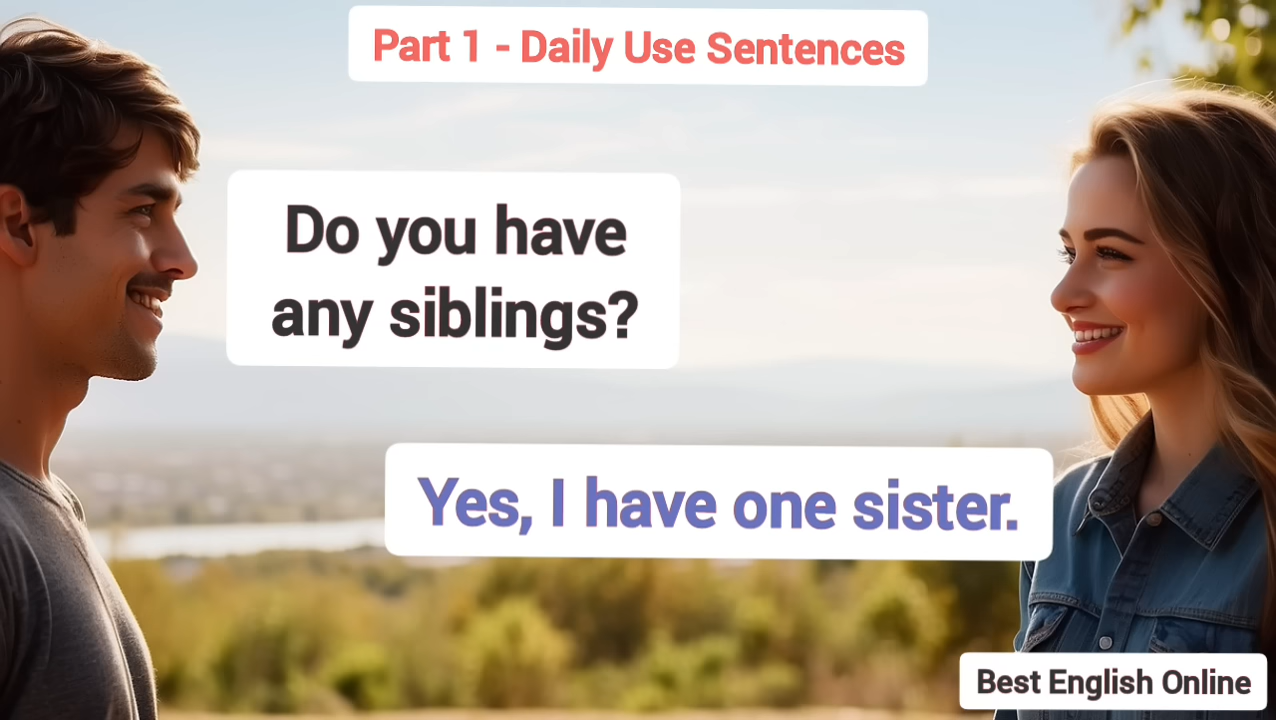 Part 1 - Daily Use Sentences
Do you have
any siblings?
Yes, I have one sister.
Best English Online